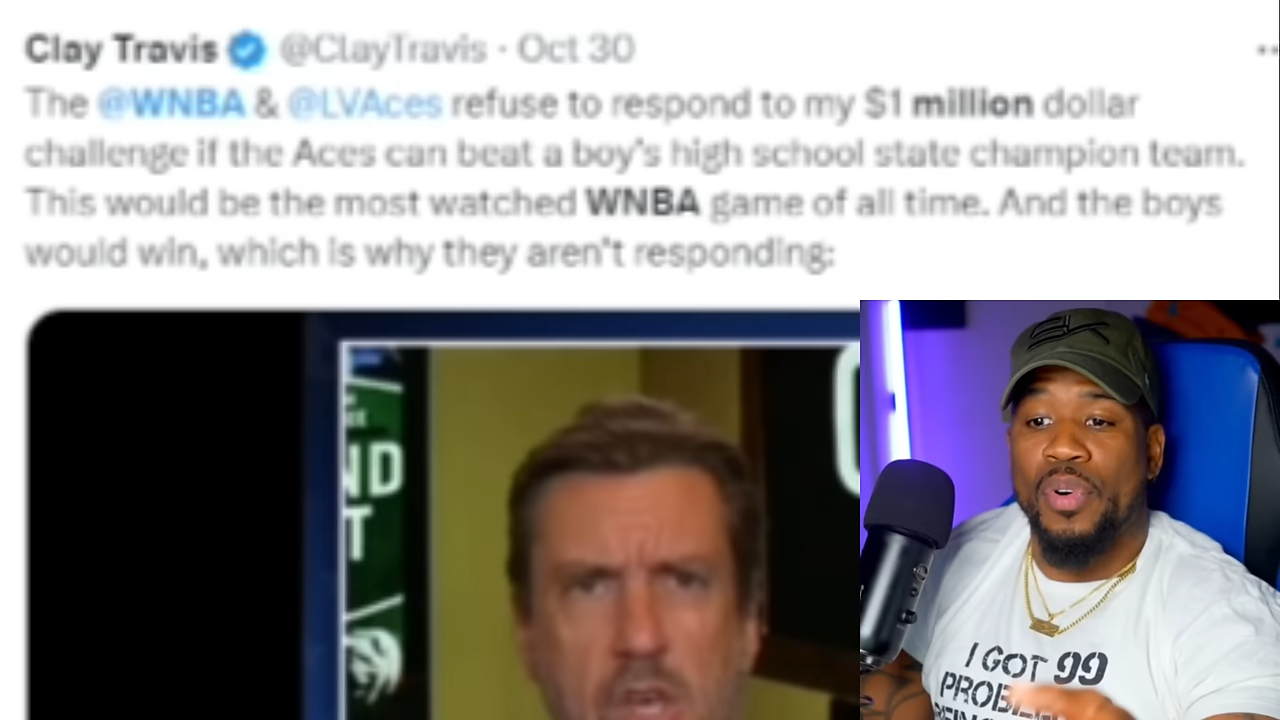 Clay Travis @ClayTravis · Oct 30
The @WNBA & @LVAces refuse to respond to my $1 million dollar
challenge if the Aces can beat a boy's high school state champion team.
This would be the most watched WNBA game of all time. And the boys
would win, which is why they aren't responding:
ND
T
I GOT 99